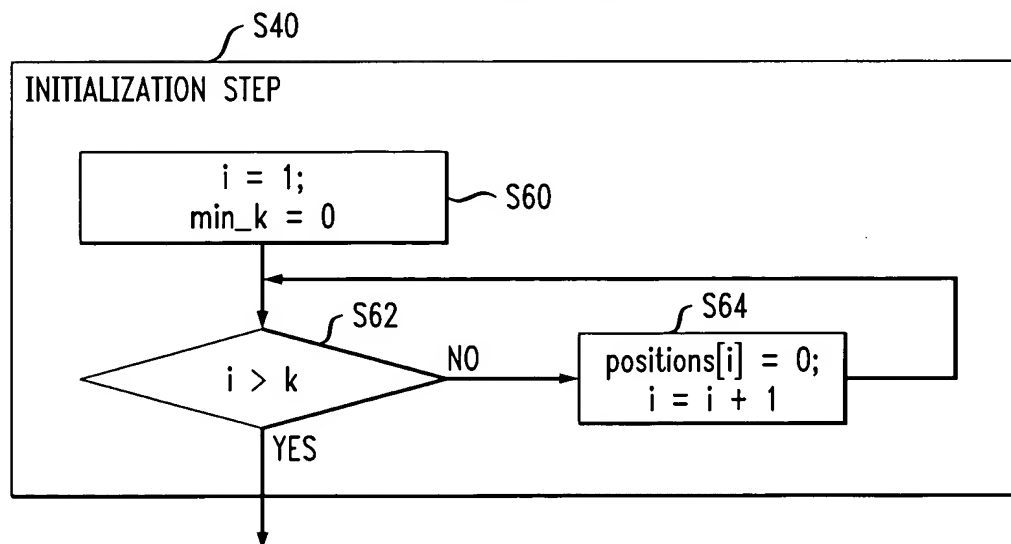 S40
INITIALIZATION STEP
i = 1;
min_k = 0
S60
S62
S64
i > k
NO
positions[i] = 0;
i = i + 1
YES